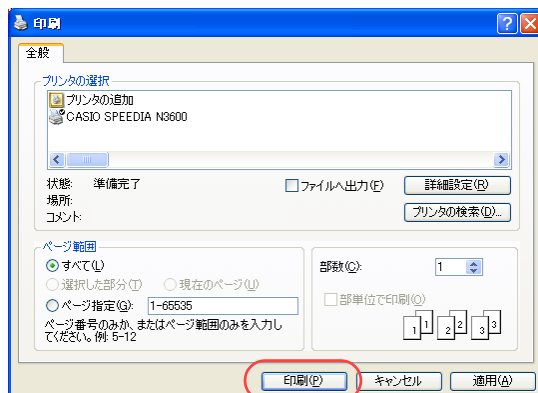 印刷
全般
プリンタの選択
プリンタの追加
CASIO SPEEDIA N3600
状態: 準備完了
ファイルへ出力(F)
詳細設定(R)
場所:
コメント:
プリンタの検索(D)...
ページ範囲
すべて(L)
選択した部分(T) 現在のページ(U)
ページ指定(G): 1-65535
ページ番号のみか、またはページ範囲のみを入力し
てください。例: 5-12
部数(C): 1
部単位で印刷(O)
1 1 2 2 3 3
印刷(P) キャンセル 適用(A)